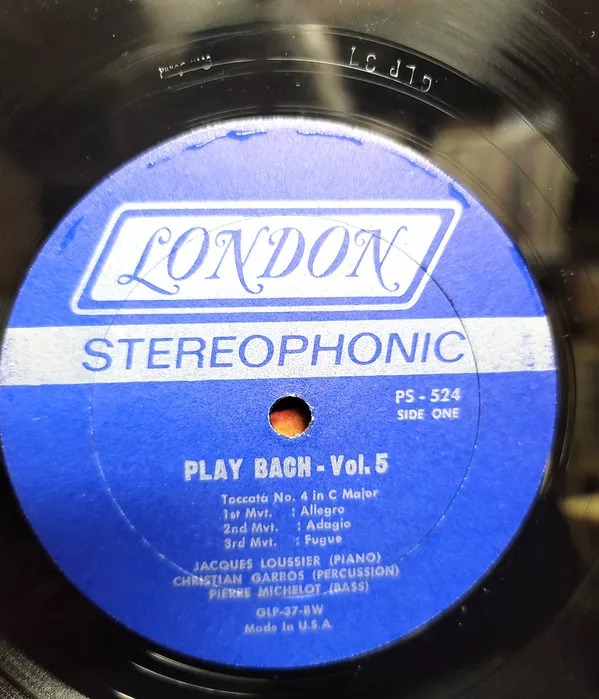 GLP 37
LONDON
STEREOPHONIC
PS - 524
SIDE ONE
PLAY BACH - Vol. 5
Toccata No. 4 in C Major
1st Mvt. : Allegro
2nd Mvt. : Adagio
3rd Mvt. : Fugue
JACQUES LOUSSIER (PIANO)
CHRISTIAN GARROS (PERCUSSION)
PIERRE MICHELOT (BASS)
GLP-37-BW
Made In U.S.A.